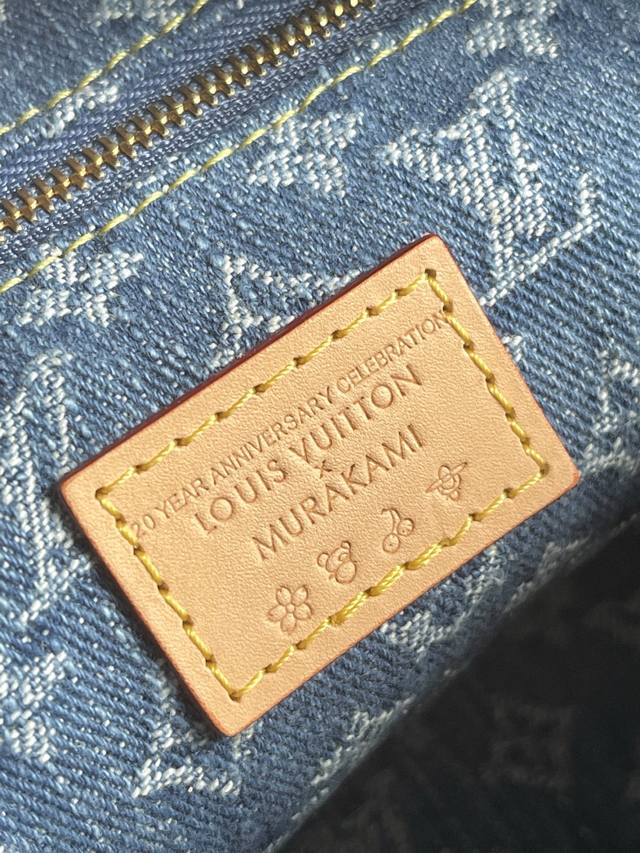 20 YEAR ANNIVERSARY CELEBRATION
LOUIS VUITTON
×
MURAKAMI